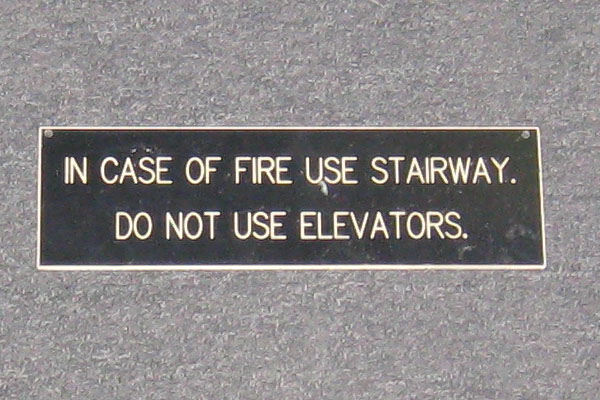 IN CASE OF FIRE USE STAIRWAY.
DO NOT USE ELEVATORS.